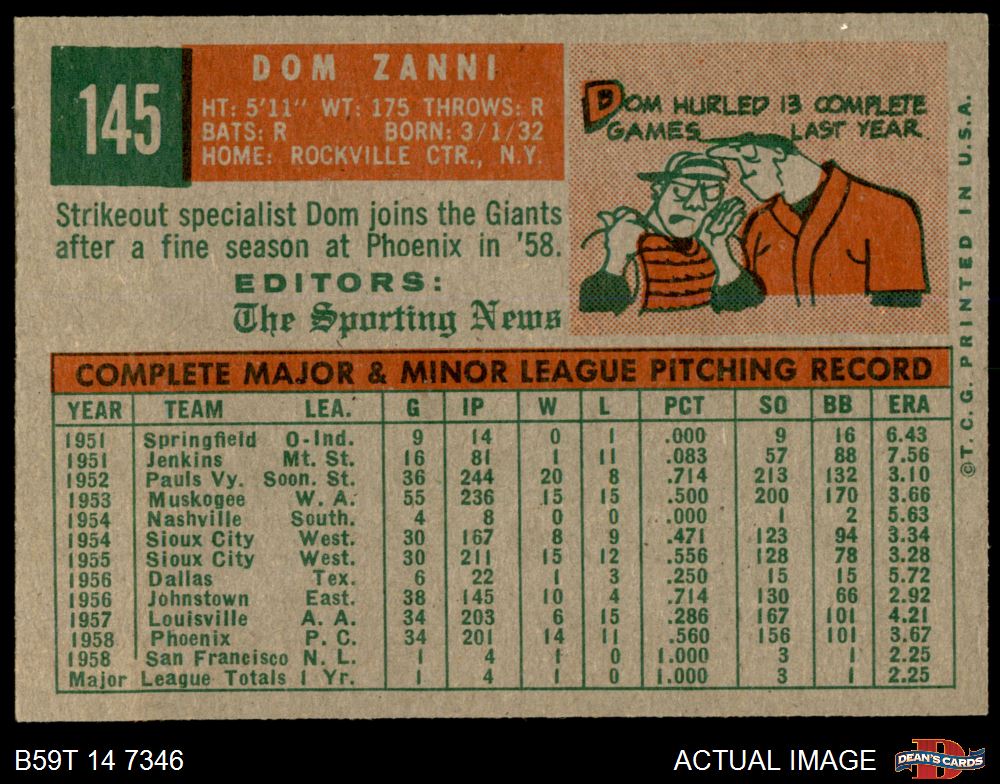 145
DOM ZANNI
HT: 5'11" WT: 175 THROWS: R
BATS: R BORN: 3/1/32
HOME: ROCKVILLE CTR., N.Y.
DOM HURLED 13 COMPLETE
GAMES LAST YEAR.
Strikeout specialist Dom joins the Giants
after a fine season at Phoenix in '58.
EDITORS:
The Sporting News
COMPLETE MAJOR & MINOR LEAGUE PITCHING RECORD
YEAR TEAM LEA. G IP W L PCT SO BB ERA
1951 Springfield O-Ind. 9 14 0 1 .000 9 16 6.43
1951 Jenkins Mt. St. 16 81 1 11 .083 57 88 7.56
1952 Pauls Vy. Soon. St. 36 244 20 8 .714 213 132 3.10
1953 Muskogee W. A. 55 236 15 15 .500 200 170 3.66
1954 Nashville South. 4 8 0 0 .000 1 2 5.63
1954 Sioux City West. 30 167 8 9 .471 123 94 3.34
1955 Sioux City West. 30 211 15 12 .556 128 78 3.28
1956 Dallas Tex. 6 22 1 3 .250 15 15 5.72
1956 Johnstown East. 38 145 10 4 .714 130 66 2.92
1957 Louisville A. A. 34 203 6 15 .286 167 101 4.21
1958 Phoenix P. C. 34 201 14 11 .560 156 101 3.67
1958 San Francisco N. L. 1 4 1 0 1.000 3 1 2.25
Major League Totals 1 Yr. 1 4 1 0 1.000 3 1 2.25
©T. C. G. PRINTED IN U.S.A.
B59T 14 7346
ACTUAL IMAGE
D
DEAN'S CARDS